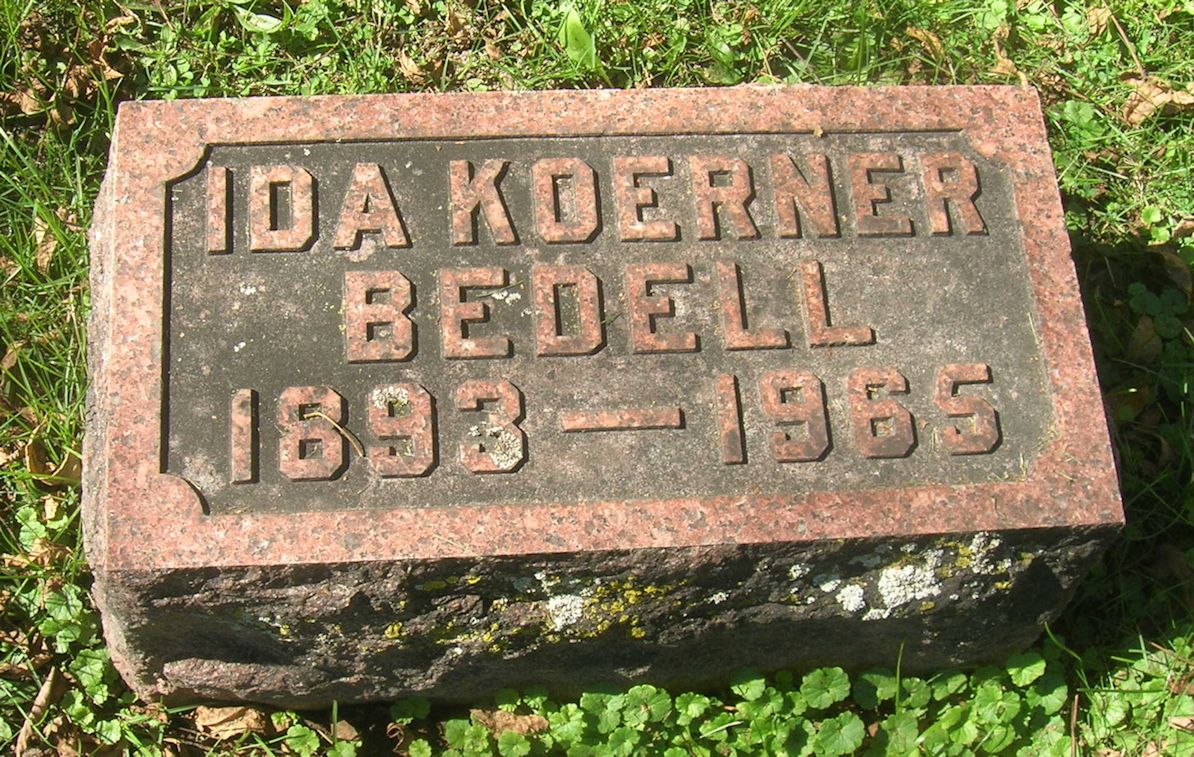 IDA KOERNER
BEDELL
1893—1965